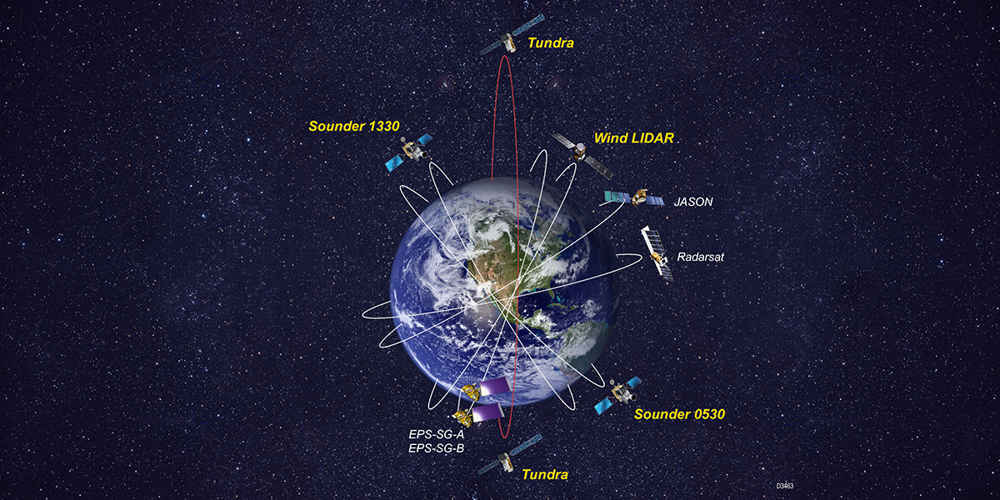 Tundra
Sounder 1330
Wind LIDAR
JASON
Radarsat
Sounder 0530
EPS-SG-A
EPS-SG-B
Tundra
D3463